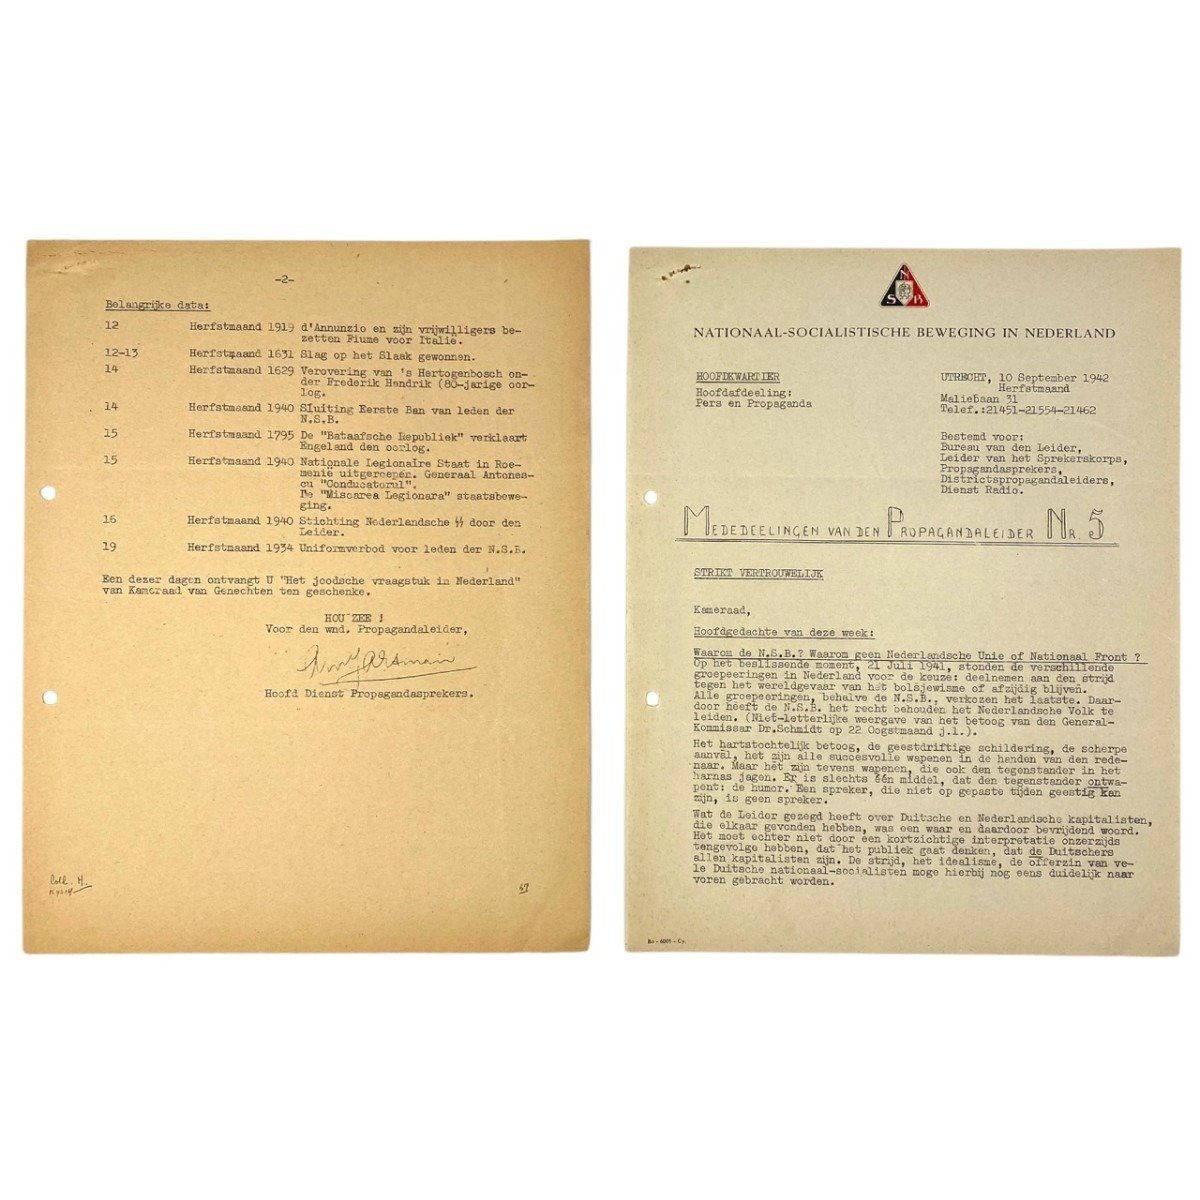 -2-
Belangrijke data:
12 Herfstmaand 1919 d'Annunzio en zijn vrijwilligers be-
zetten Fiume voor Italië.
12-13 Herfstmaand 1631 Slag op het Slaak gewonnen.
14 Herfstmaand 1629 Verovering van 's Hertogenbosch on-
der Frederik Hendrik (80-jarige oor-
log.
14 Herfstmaand 1940 Sluiting Eerste Ban van leden der
N.S.B.
15 Herfstmaand 1795 De "Bataafsche Republiek" verklaart
Engeland den oorlog.
15 Herfstmaand 1940 Nationale Legionaire Staat in Roe-
menië uitgeroepen. Generaal Antones-
cu "Conducatorul".
De "Miscarea Legionara" staatsbewe-
ging.
16 Herfstmaand 1940 Stichting Nederlandsche SS door den
Leider.
19 Herfstmaand 1934 Uniformverbod voor leden der N.S.B.
Een dezer dagen ontvangt U "Het joodsche vraagstuk in Nederland"
van Kameraad van Genechten ten geschenke.
HOU ZEE !
Voor den wnd. Propagandaleider,
Hoofd Dienst Propagandasprekers.
Coll. H.
N S B
NATIONAAL-SOCIALISTISCHE BEWEGING IN NEDERLAND
HOOFDKWARTIER
Hoofdafdeeling:
Pers en Propaganda
UTRECHT, 10 September 1942
Herfstmaand
Maliebaan 31
Telef.:21451-21554-21462
Bestemd voor:
Bureau van den Leider,
Leider van het Sprekerskorps,
Propagandasprekers,
Districtspropagandaleiders,
Dienst Radio.
MEDEDEELINGEN VAN DEN PROPAGANDALEIDER NR. 5
STRIKT VERTROUWELIJK
Kameraad,
Hoofdgedachte van deze week:
Waarom de N.S.B.? Waarom geen Nederlandsche Unie of Nationaal Front ?
Op het beslissende moment, 21 Juli 1941, stonden de verschillende
groepeeringen in Nederland voor de keuze: deelnemen aan den strijd
tegen het wereldgevaar van het bolsjewisme of afzijdig blijven.
Alle groepeeringen, behalve de N.S.B., verkozen het laatste. Daar-
door heeft de N.S.B. het recht behouden het Nederlandsche Volk te
leiden. (Niet-letterlijke weergave van het betoog van den General-
Kommissar Dr.Schmidt op 22 Oogstmaand j.l.).
Het hartstochtelijk betoog, de geestdriftige schildering, de scherpe
aanval, het zijn alle succesvolle wapenen in de handen van den rede-
naar. Maar het zijn tevens wapenen, die ook den tegenstander in het
harnas jagen. Er is slechts één middel, dat den tegenstander ontwa-
pent: de humor. Een spreker, die niet op gepaste tijden geestig kan
zijn, is geen spreker.
Wat de Leider gezegd heeft over Duitsche en Nederlandsche kapitalisten,
die elkaar gevonden hebben, was een waar en daardoor bevrijdend woord.
Het moet echter niet door een kortzichtige interpretatie onzerzijds
tengevolge hebben, dat het publiek gaat denken, dat de Duitschers
allen kapitalisten zijn. De strijd, het idealisme, de offerzin van ve-
le Duitsche nationaal-socialisten moge hierbij nog eens duidelijk naar
voren gebracht worden.
Bo - 6001 - Cy.